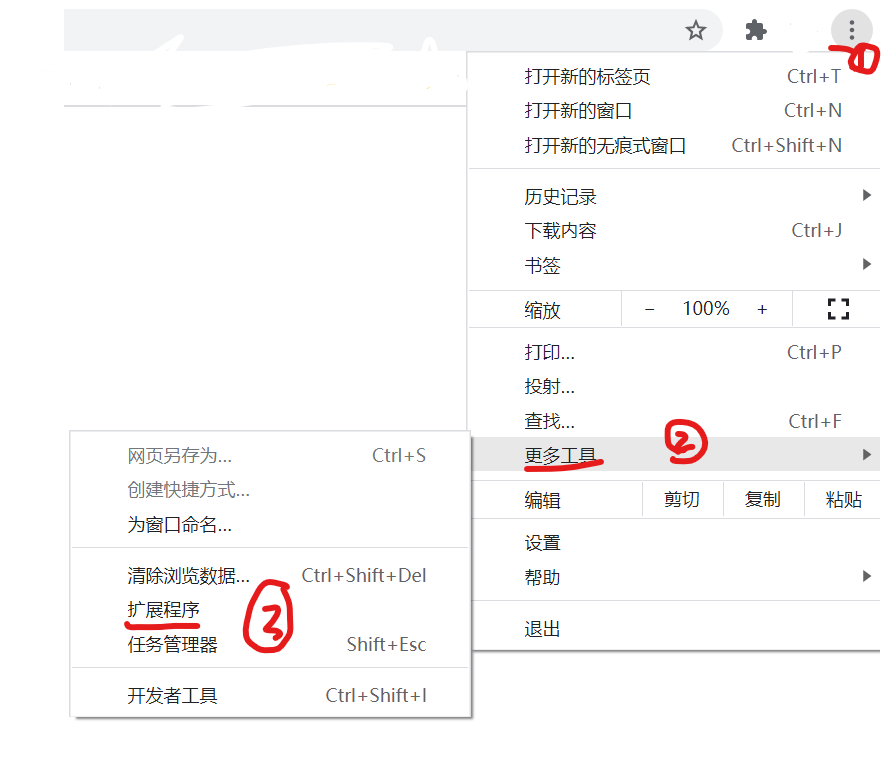 ①
打开新的标签页 Ctrl+T
打开新的窗口 Ctrl+N
打开新的无痕式窗口 Ctrl+Shift+N
历史记录
下载内容 Ctrl+J
书签
缩放 - 100% +
打印... Ctrl+P
投射...
查找... Ctrl+F
更多工具 ②
编辑 剪切 复制 粘贴
设置
帮助
退出
网页另存为... Ctrl+S
创建快捷方式...
为窗口命名...
清除浏览数据... Ctrl+Shift+Del
扩展程序 ③
任务管理器 Shift+Esc
开发者工具 Ctrl+Shift+I